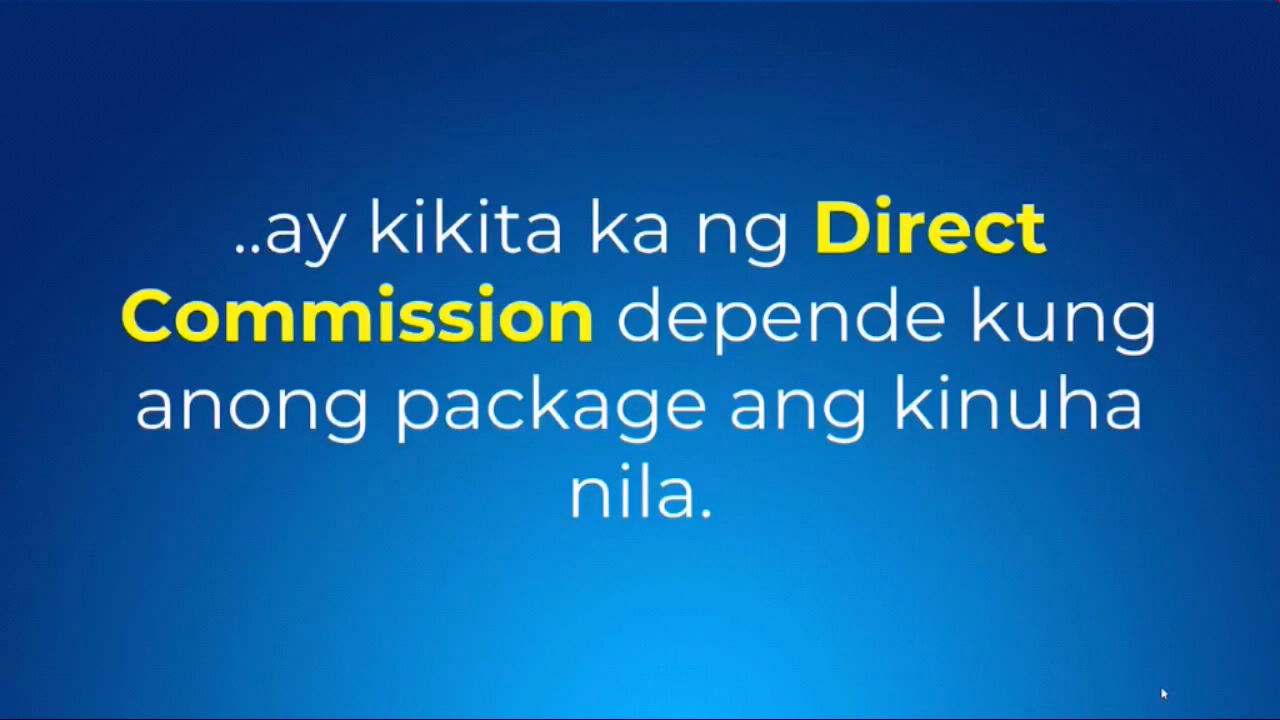 ..ay kikita ka ng Direct
Commission depende kung
anong package ang kinuha
nila.